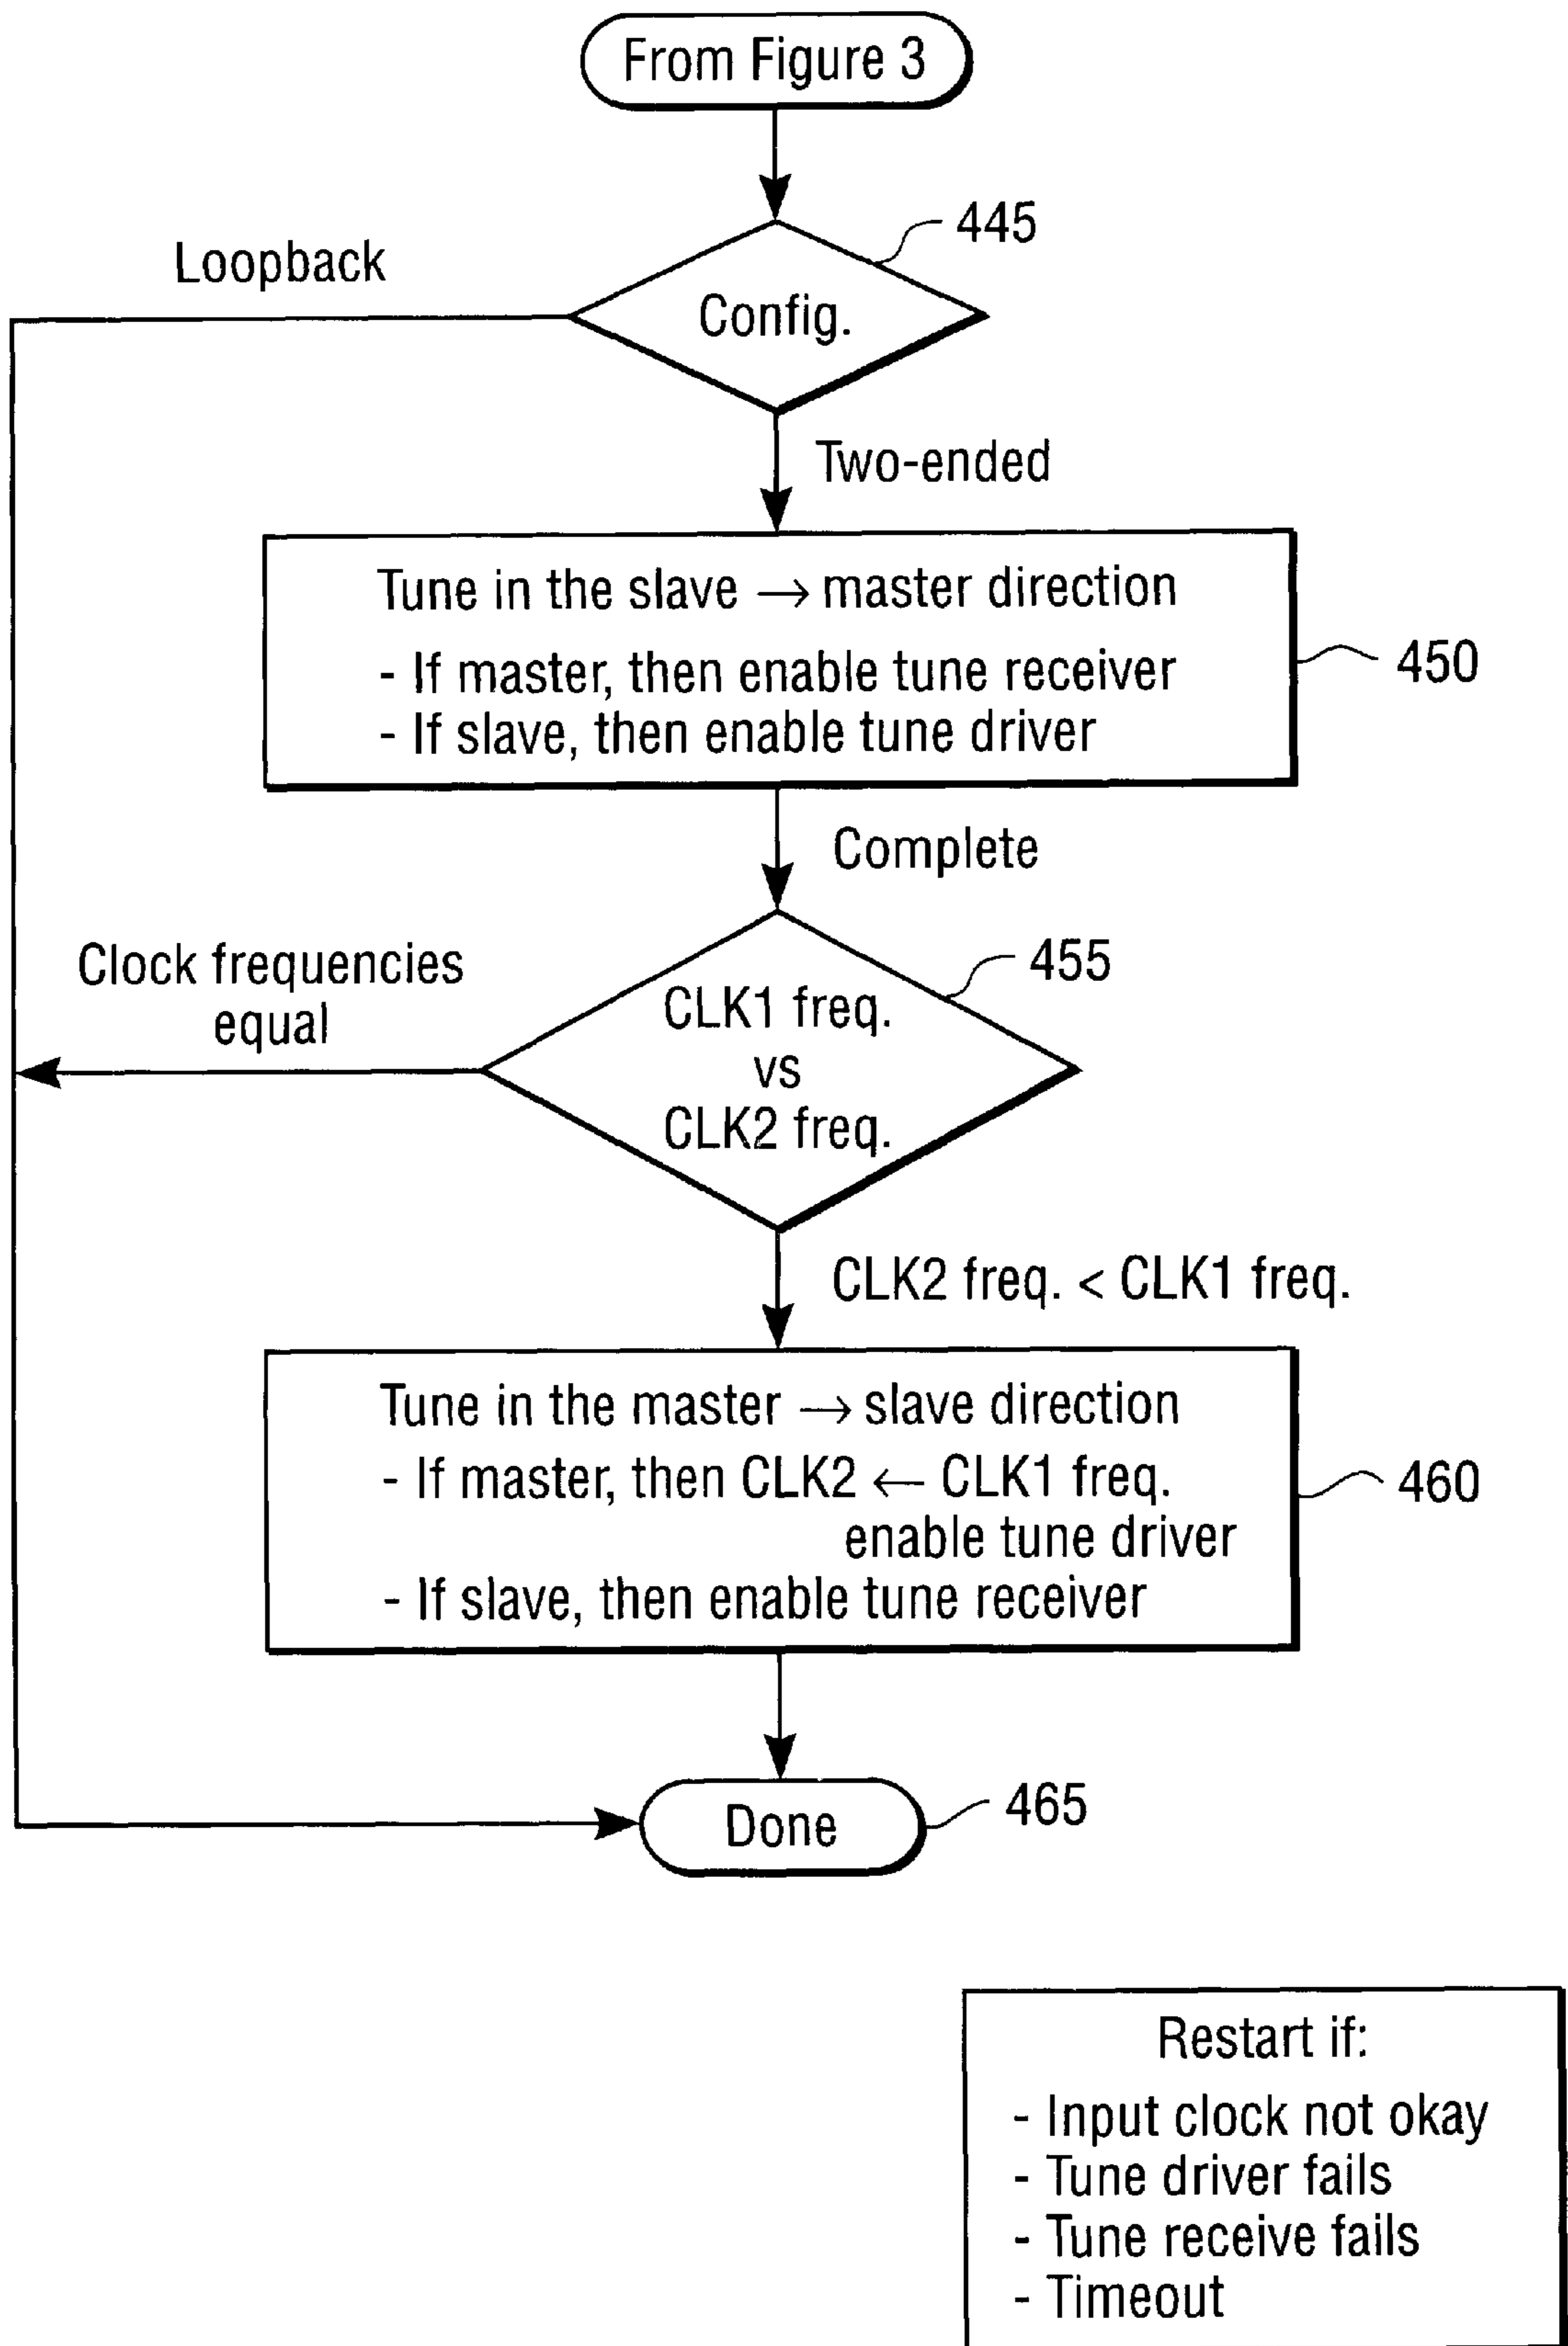 From Figure 3
445
Loopback
Config.
Two-ended
Tune in the slave → master direction
- If master, then enable tune receiver
- If slave, then enable tune driver
450
Complete
Clock frequencies
equal
455
CLK1 freq.
vs
CLK2 freq.
CLK2 freq. < CLK1 freq.
Tune in the master → slave direction
- If master, then CLK2 ← CLK1 freq.
enable tune driver
- If slave, then enable tune receiver
460
Done
465
Restart if:
- Input clock not okay
- Tune driver fails
- Tune receive fails
- Timeout